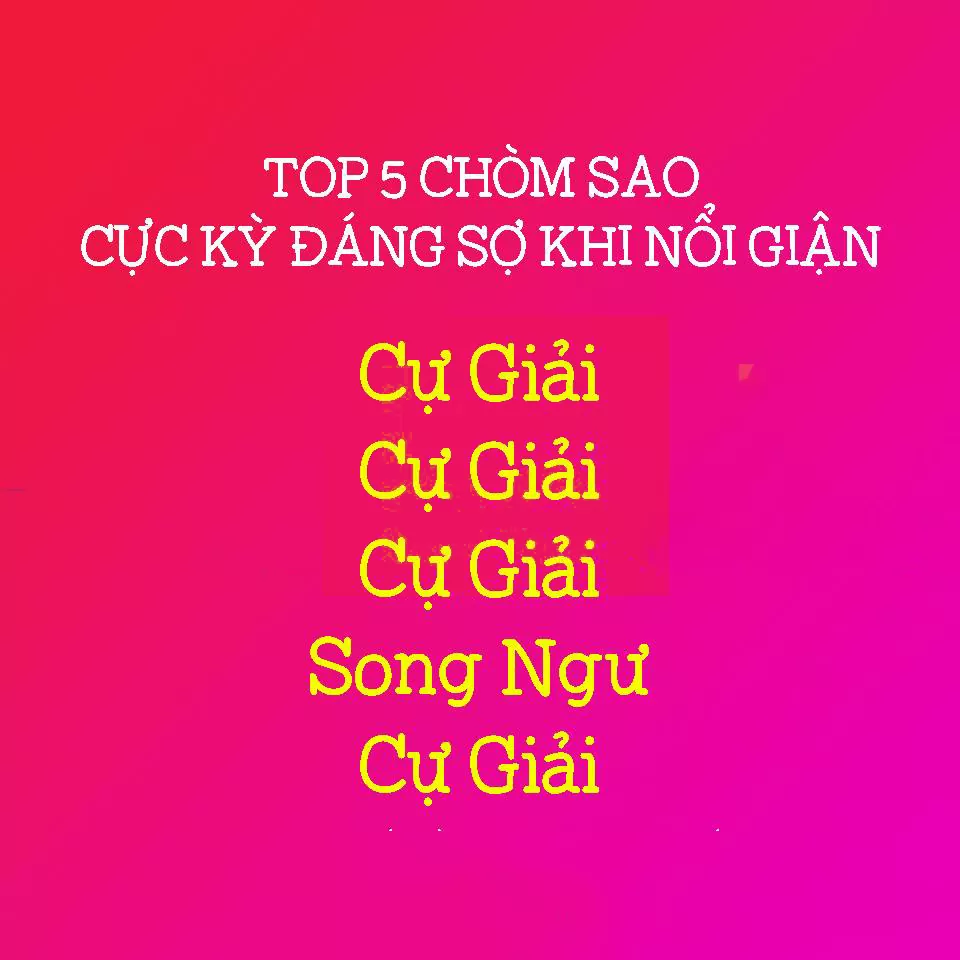 TOP 5 CHÒM SAO
CỰC KỲ ĐÁNG SỢ KHI NỔI GIẬN
Cự Giải
Cự Giải
Cự Giải
Song Ngư
Cự Giải